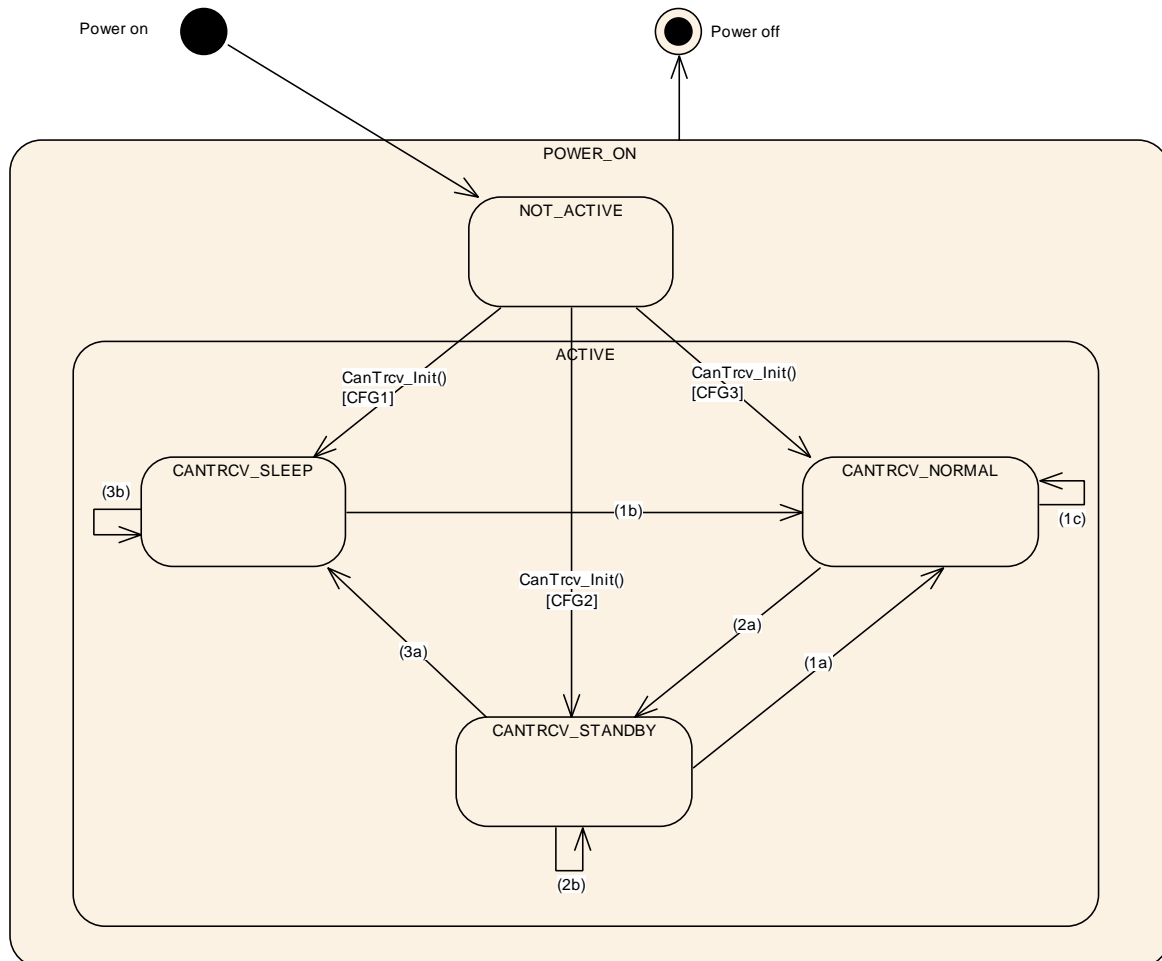 Power on
Power off
POWER_ON
NOT_ACTIVE
ACTIVE
CanTrcv_Init()
[CFG1]
CanTrcv_Init()
[CFG3]
CANTRCV_SLEEP
CANTRCV_NORMAL
(3b)
(1b)
(1c)
CanTrcv_Init()
[CFG2]
(3a)
(2a)
(1a)
CANTRCV_STANDBY
(2b)